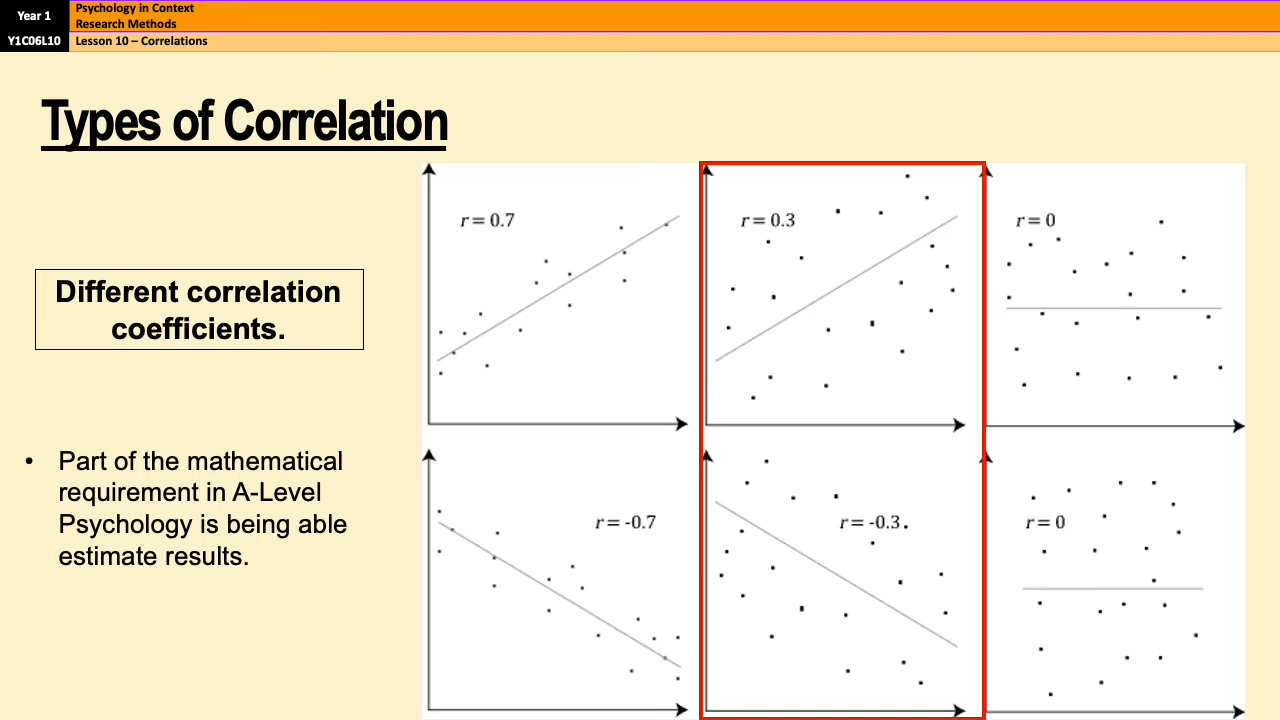 Year 1
Psychology in Context
Research Methods
Y1C06L10
Lesson 10 – Correlations
Types of Correlation
Different correlation
coefficients.
• Part of the mathematical
requirement in A-Level
Psychology is being able
estimate results.
r = 0.7
r = 0.3
r = 0
r = -0.7
r = -0.3.
r = 0